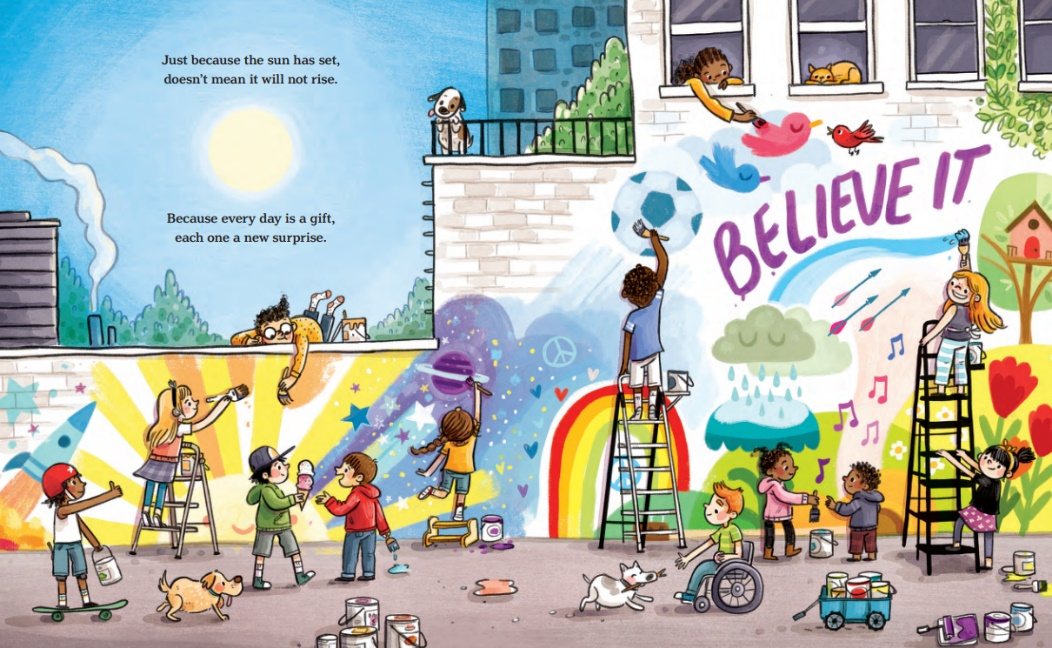 Just because the sun has set,
doesn't mean it will not rise.
Because every day is a gift,
each one a new surprise.
BELIEVE IT